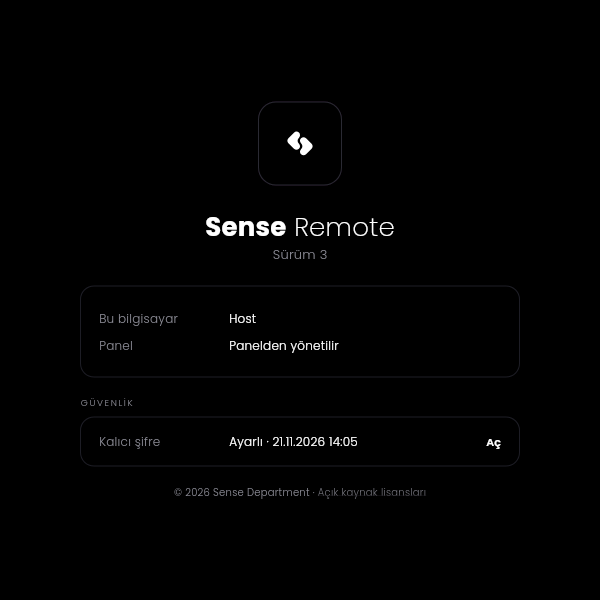 Sense Remote
Sürüm 3
Bu bilgisayar Host
Panel Panelden yönetilir
GÜVENLİK
Kalıcı şifre Ayarlı · 21.11.2026 14:05 Aç
© 2026 Sense Department · Açık kaynak lisansları